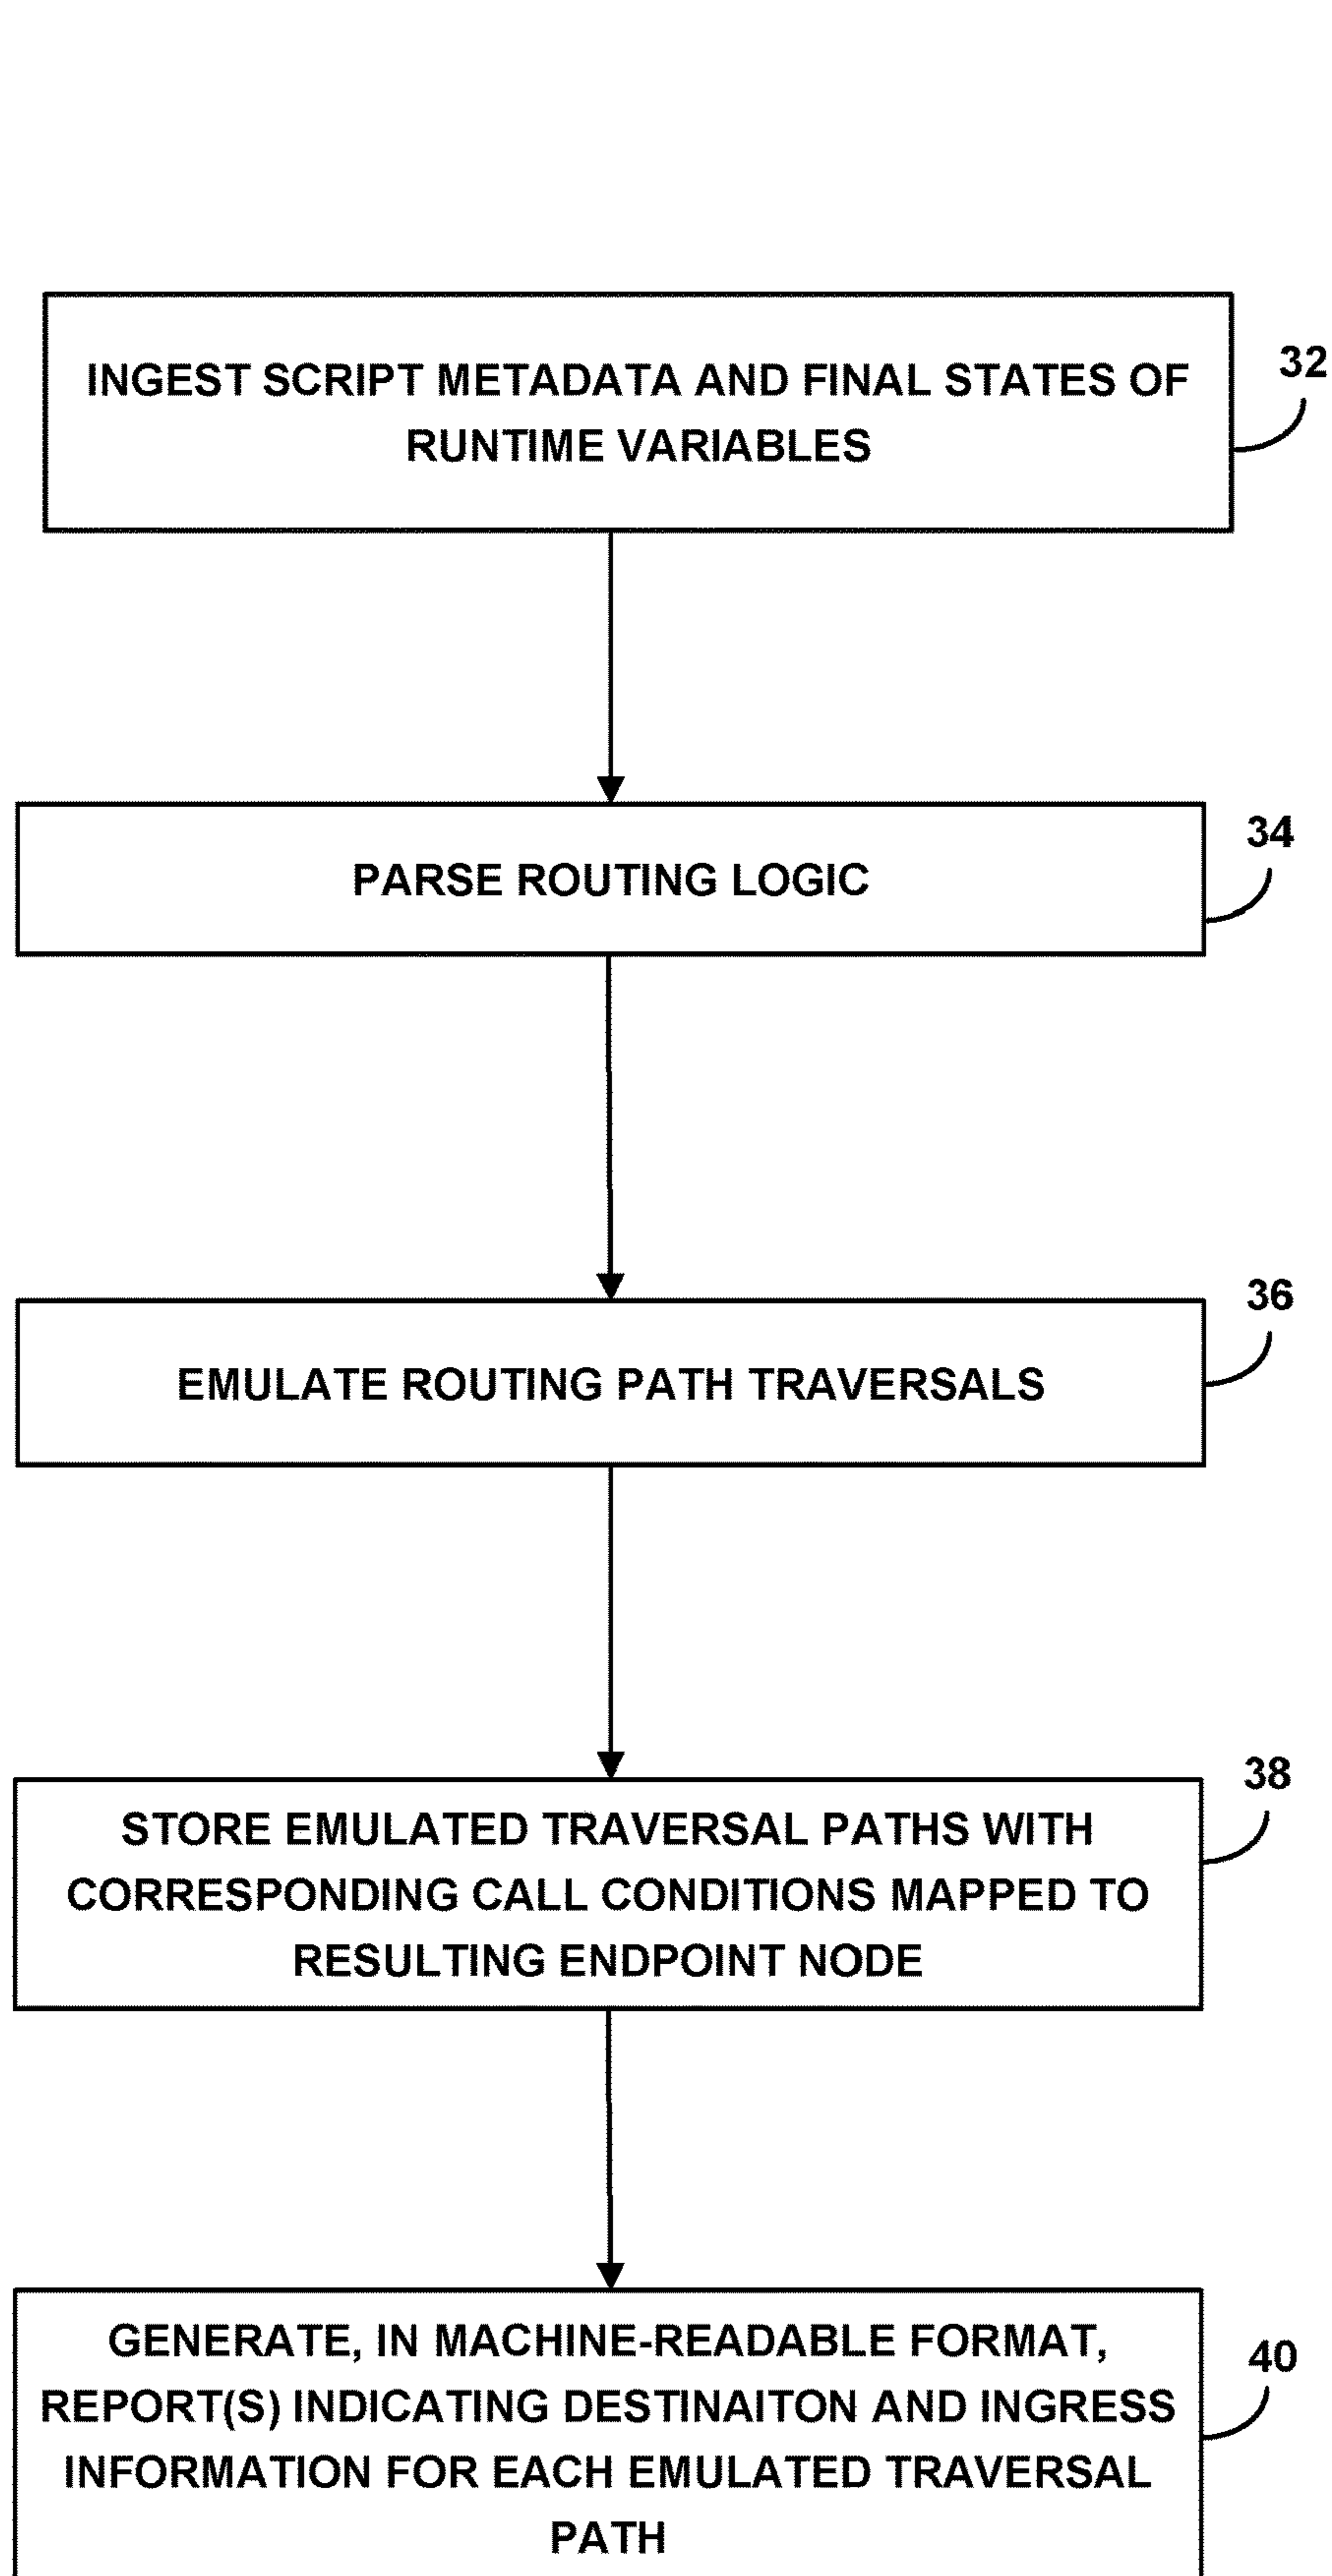 INGEST SCRIPT METADATA AND FINAL STATES OF
RUNTIME VARIABLES
32
PARSE ROUTING LOGIC
34
EMULATE ROUTING PATH TRAVERSALS
36
STORE EMULATED TRAVERSAL PATHS WITH
CORRESPONDING CALL CONDITIONS MAPPED TO
RESULTING ENDPOINT NODE
38
GENERATE, IN MACHINE-READABLE FORMAT,
REPORT(S) INDICATING DESTINAITON AND INGRESS
INFORMATION FOR EACH EMULATED TRAVERSAL
PATH
40